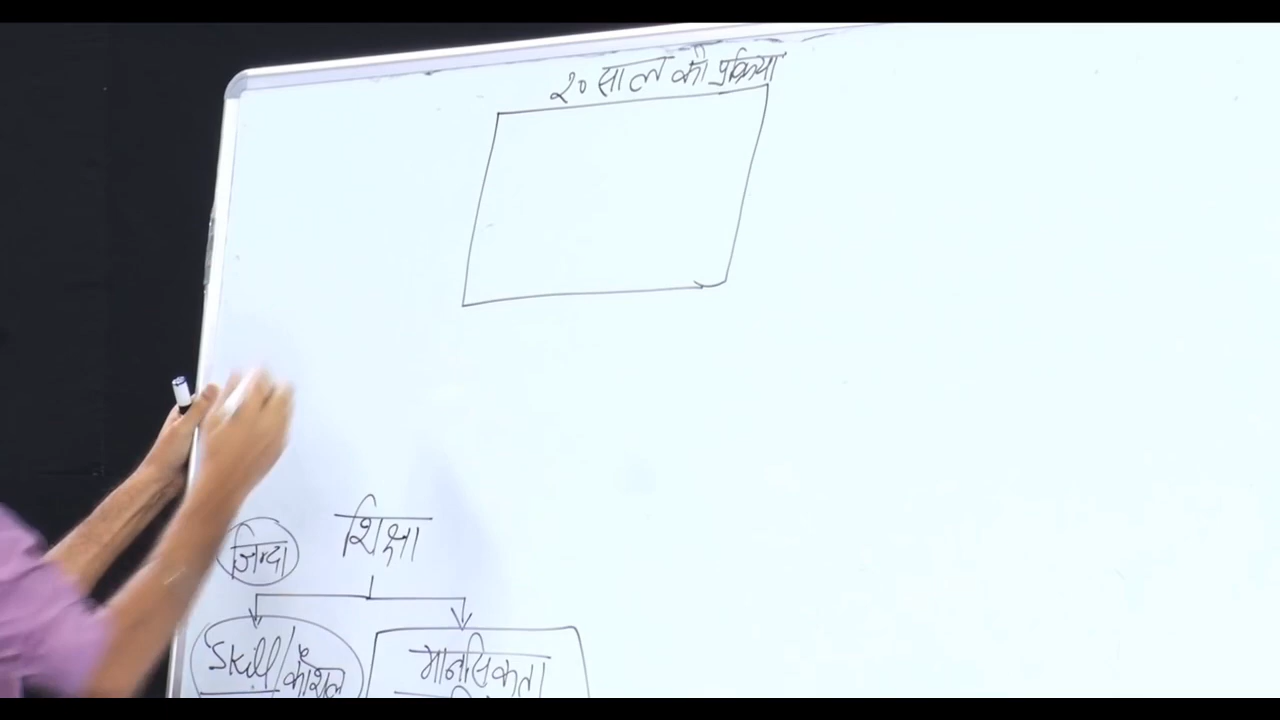 २० साल की प्रक्रिया
शिक्षा
जिन्दा
Skill/कौशल
मानसिकता